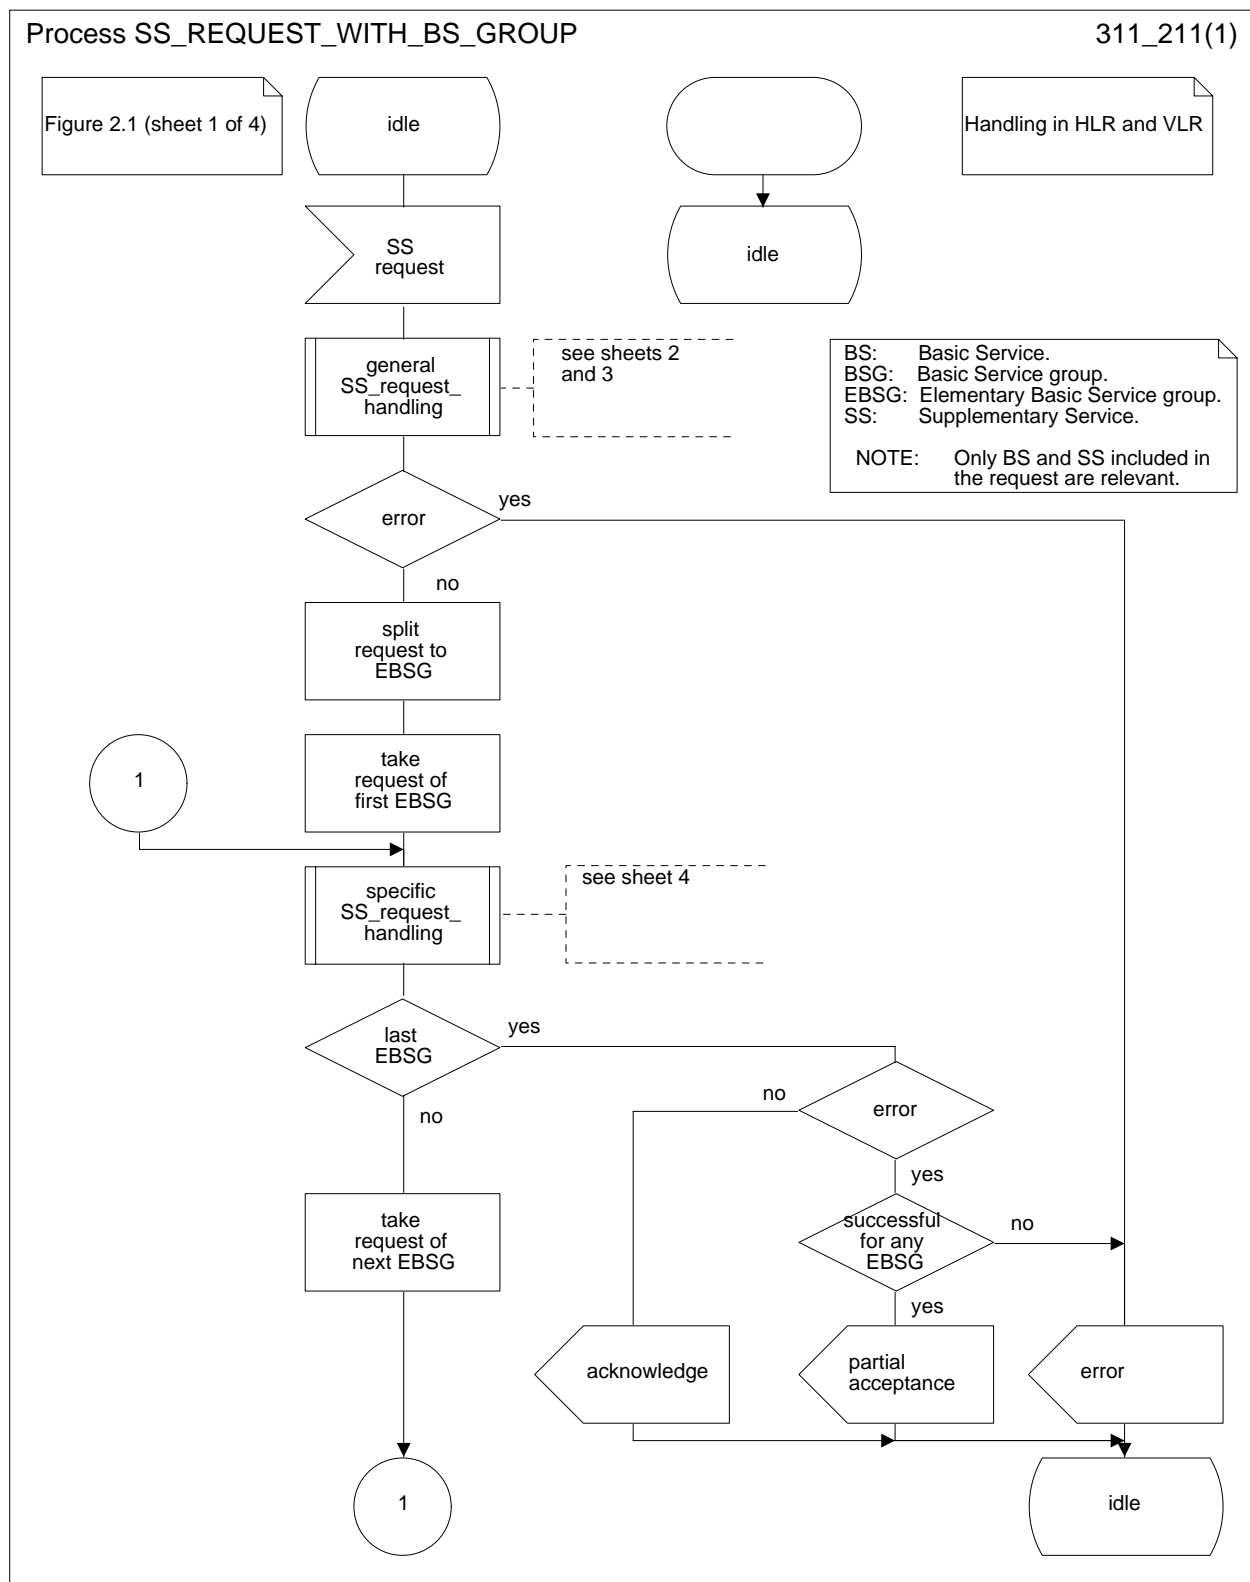 Process SS_REQUEST_WITH_BS_GROUP
311_211(1)
Figure 2.1 (sheet 1 of 4)
idle
Handling in HLR and VLR
SS
request
idle
general
SS_request_
handling
see sheets 2
and 3
BS: Basic Service.
BSG: Basic Service group.
EBSG: Elementary Basic Service group.
SS: Supplementary Service.
NOTE: Only BS and SS included in
the request are relevant.
error
yes
no
split
request to
EBSG
take
request of
first EBSG
1
specific
SS_request_
handling
see sheet 4
last
EBSG
yes
no
error
no
yes
take
request of
next EBSG
successful
for any
EBSG
no
yes
acknowledge
partial
acceptance
error
1
idle